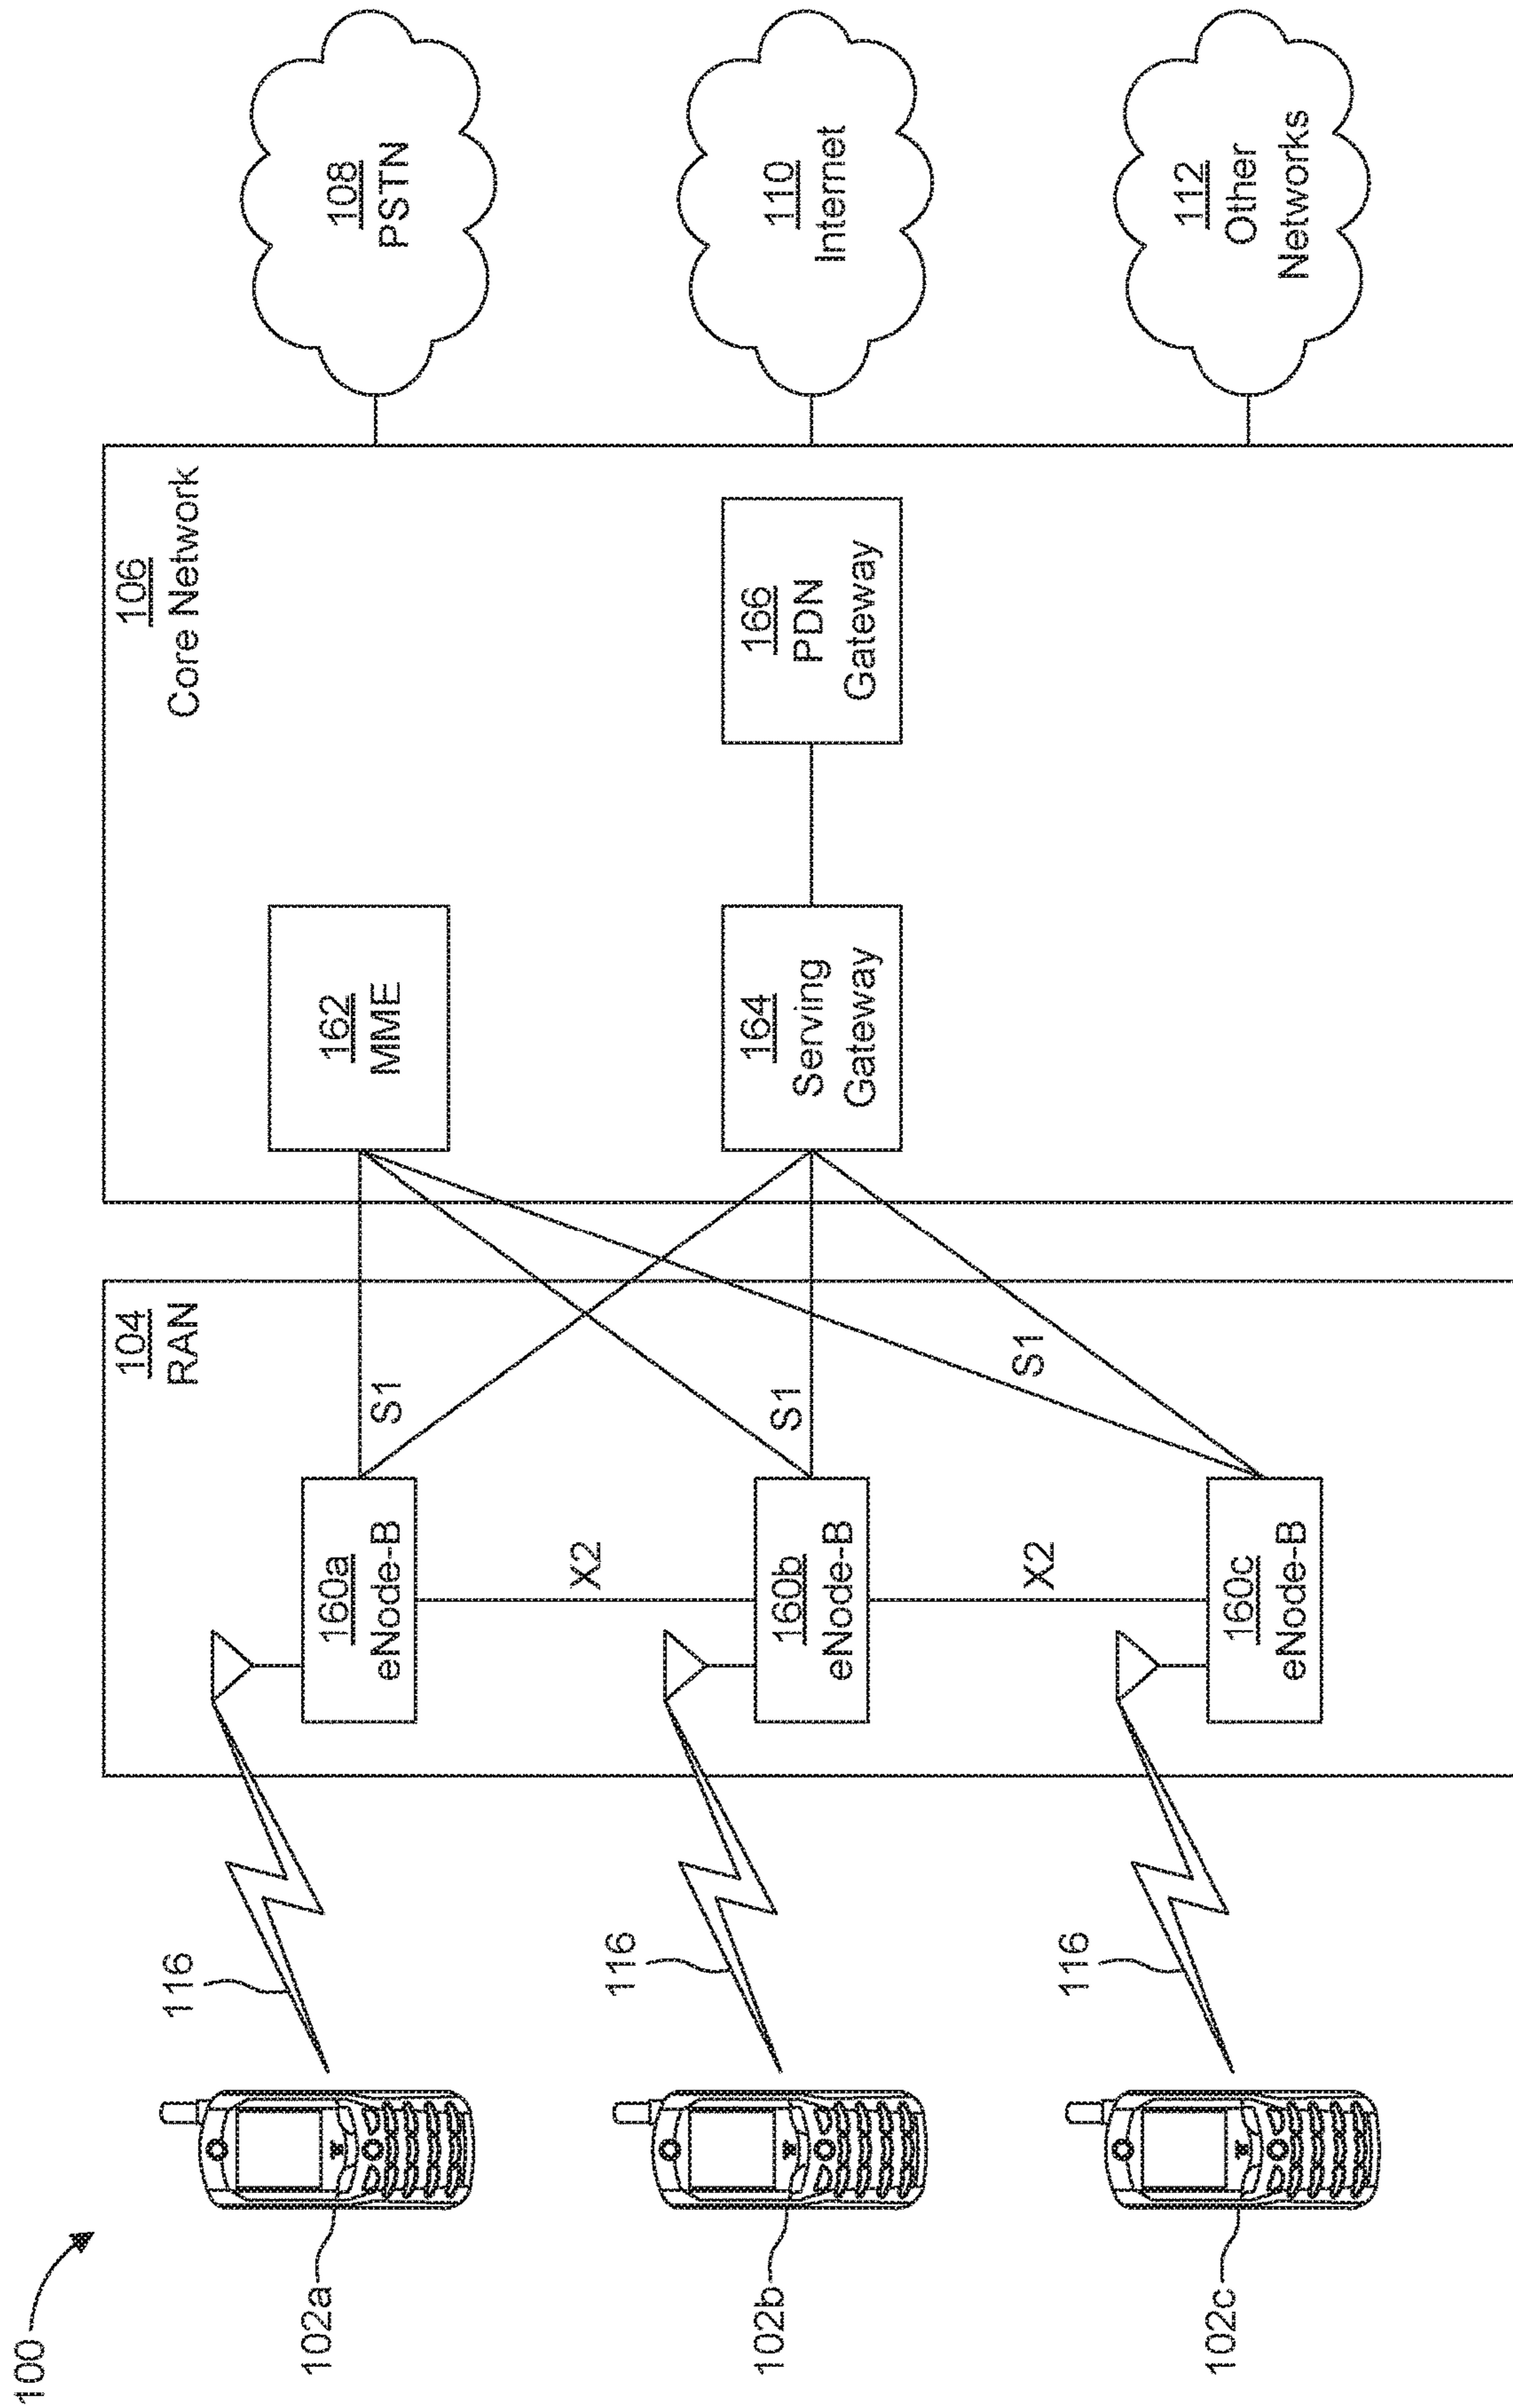 100
102a
116
102b
116
102c
116
104
RAN
160a
eNode-B
X2
160b
eNode-B
X2
160c
eNode-B
S1
S1
S1
106
Core Network
162
MME
164
Serving
Gateway
166
PDN
Gateway
108
PSTN
110
Internet
112
Other
Networks